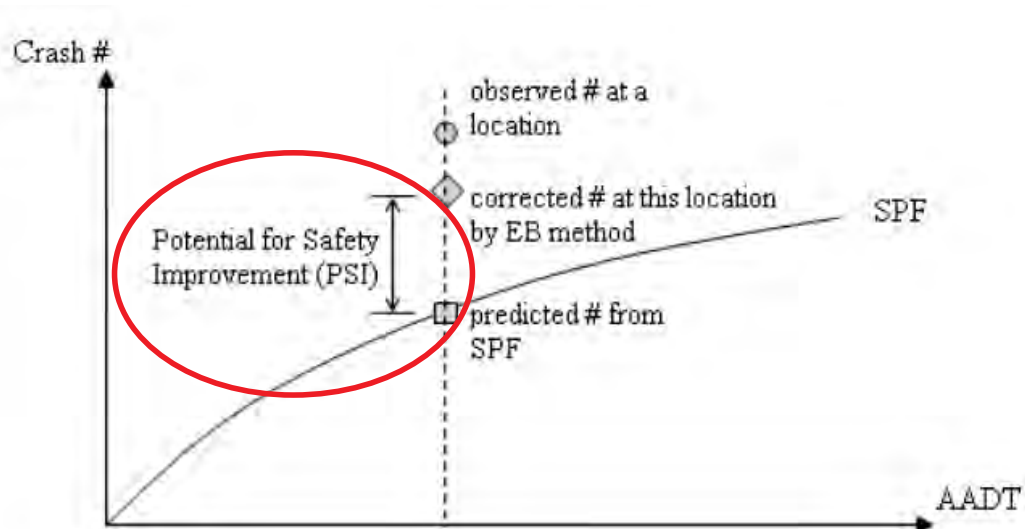 Crash #
observed # at a
location
corrected # at this location
by EB method
SPF
Potential for Safety
Improvement (PSI)
predicted # from
SPF
AADT